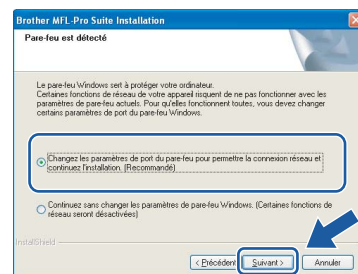 Brother MFL-Pro Suite Installation
Pare-feu est détecté
Le pare-feu Windows sert à protéger votre ordinateur.
Certaines fonctions de réseau de votre appareil risquent de ne pas fonctionner avec les
paramètres de pare-feu actuels. Pour qu'elles fonctionnent toutes, vous devez changer
certains paramètres de port du pare-feu Windows.
Changez les paramètres de port du pare-feu pour permettre la connexion réseau et
continuez l'installation. (Recommandé)
Continuez sans changer les paramètres de pare-feu Windows. (Certaines fonctions de
réseau seront désactivées)
InstallShield
< Précédent
Suivant >
Annuler